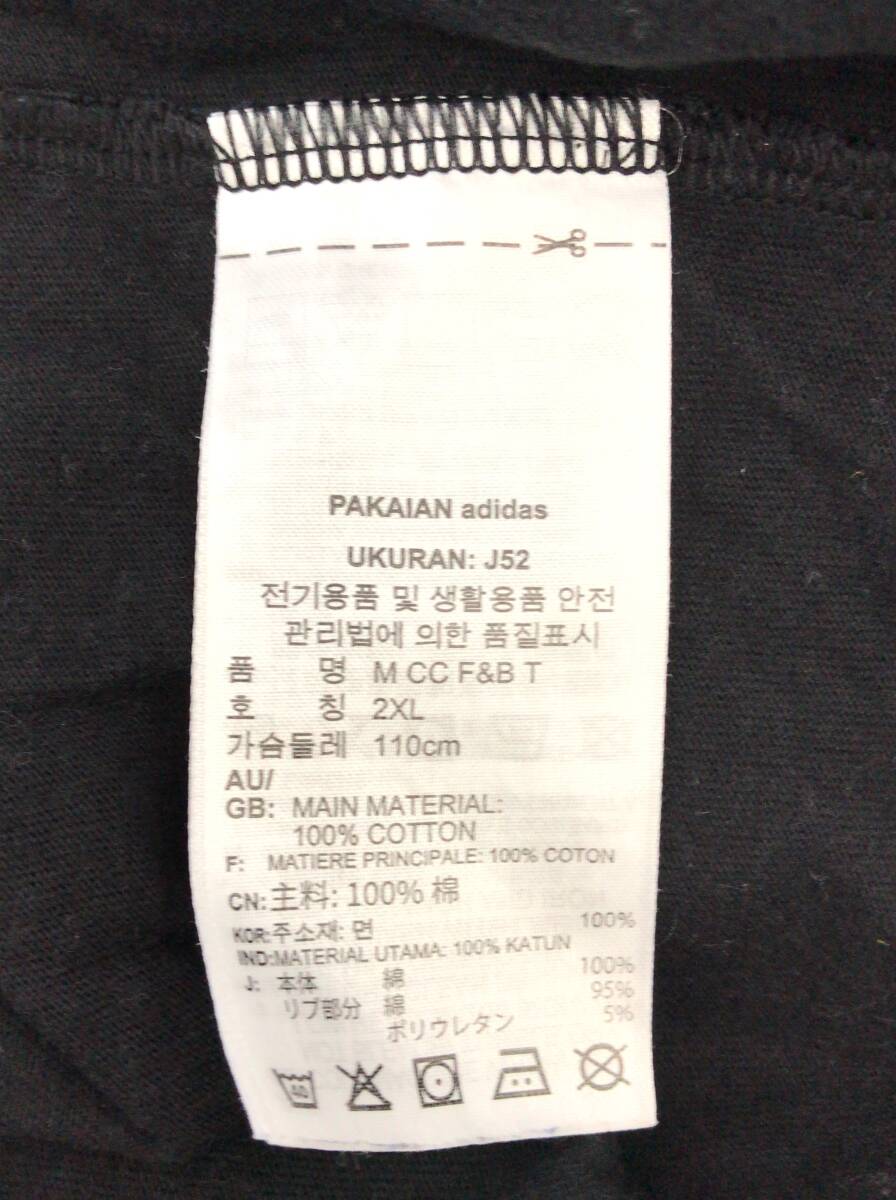 PAKAIAN adidas
UKURAN: J52
전기용품 및 생활용품 안전
관리법에 의한 품질표시
품 명 M CC F&B T
호 칭 2XL
가슴둘레 110cm
AU/
GB: MAIN MATERIAL:
100% COTTON
F: MATIERE PRINCIPALE: 100% COTON
CN:主料: 100% 棉
KOR:주소재: 면 100%
IND:MATERIAL UTAMA: 100% KATUN
J: 本体 綿 100%
リブ部分 綿 95%
ポリウレタン 5%
40